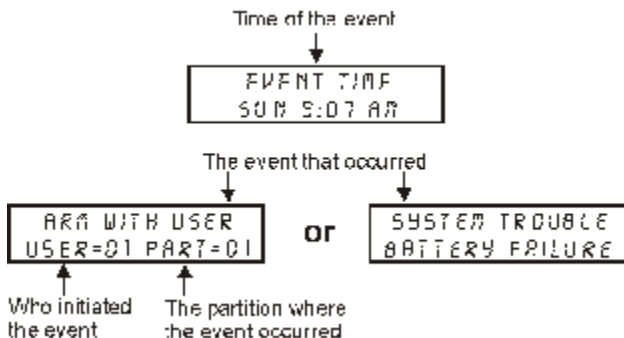 Time of the event
EVENT TIME
SUN 9:07 AM
The event that occurred
ARM WITH USER
USER=01 PART=01
or
SYSTEM TROUBLE
BATTERY FAILURE
Who initiated
the event
The partition where
the event occurred